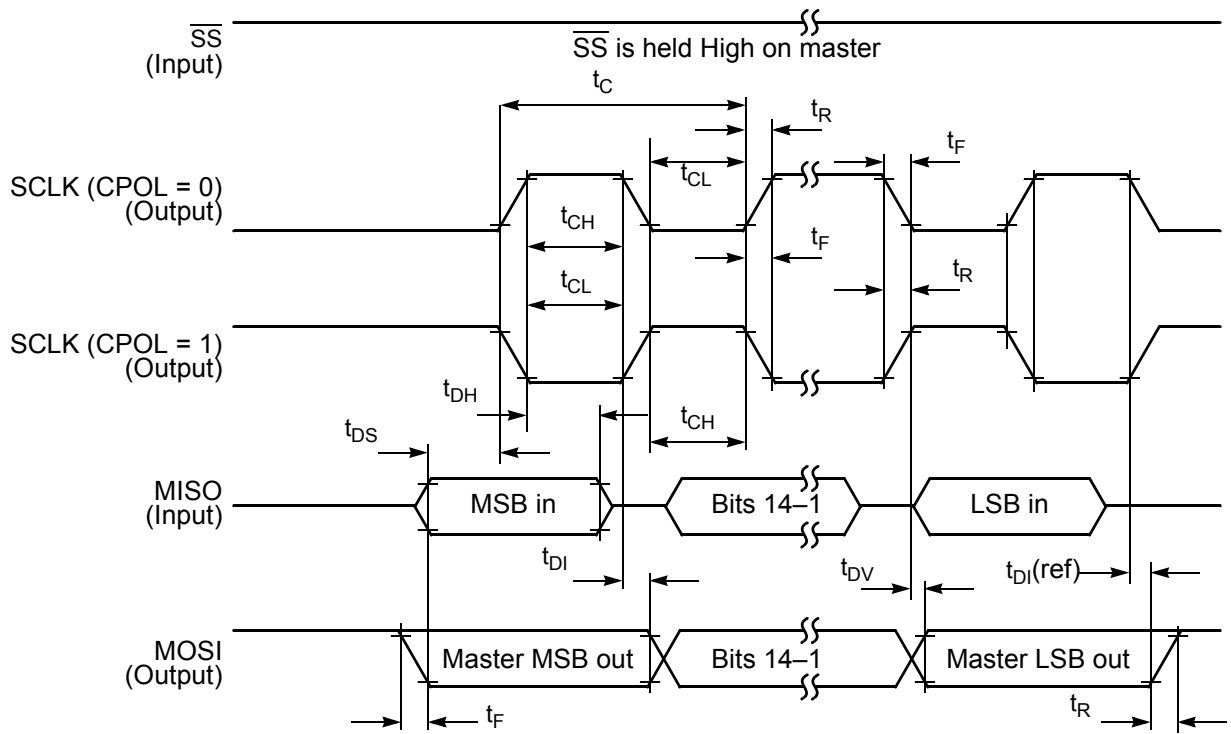 SS
(Input)
SS is held High on master
tC
tR
tF
SCLK (CPOL = 0)
(Output)
tCL
tCH
tF
tCL
tR
SCLK (CPOL = 1)
(Output)
tDH
tCH
tDS
MISO
(Input)
MSB in
Bits 14–1
LSB in
tDI
tDV
tDI(ref)
MOSI
(Output)
Master MSB out
Bits 14–1
Master LSB out
tF
tR